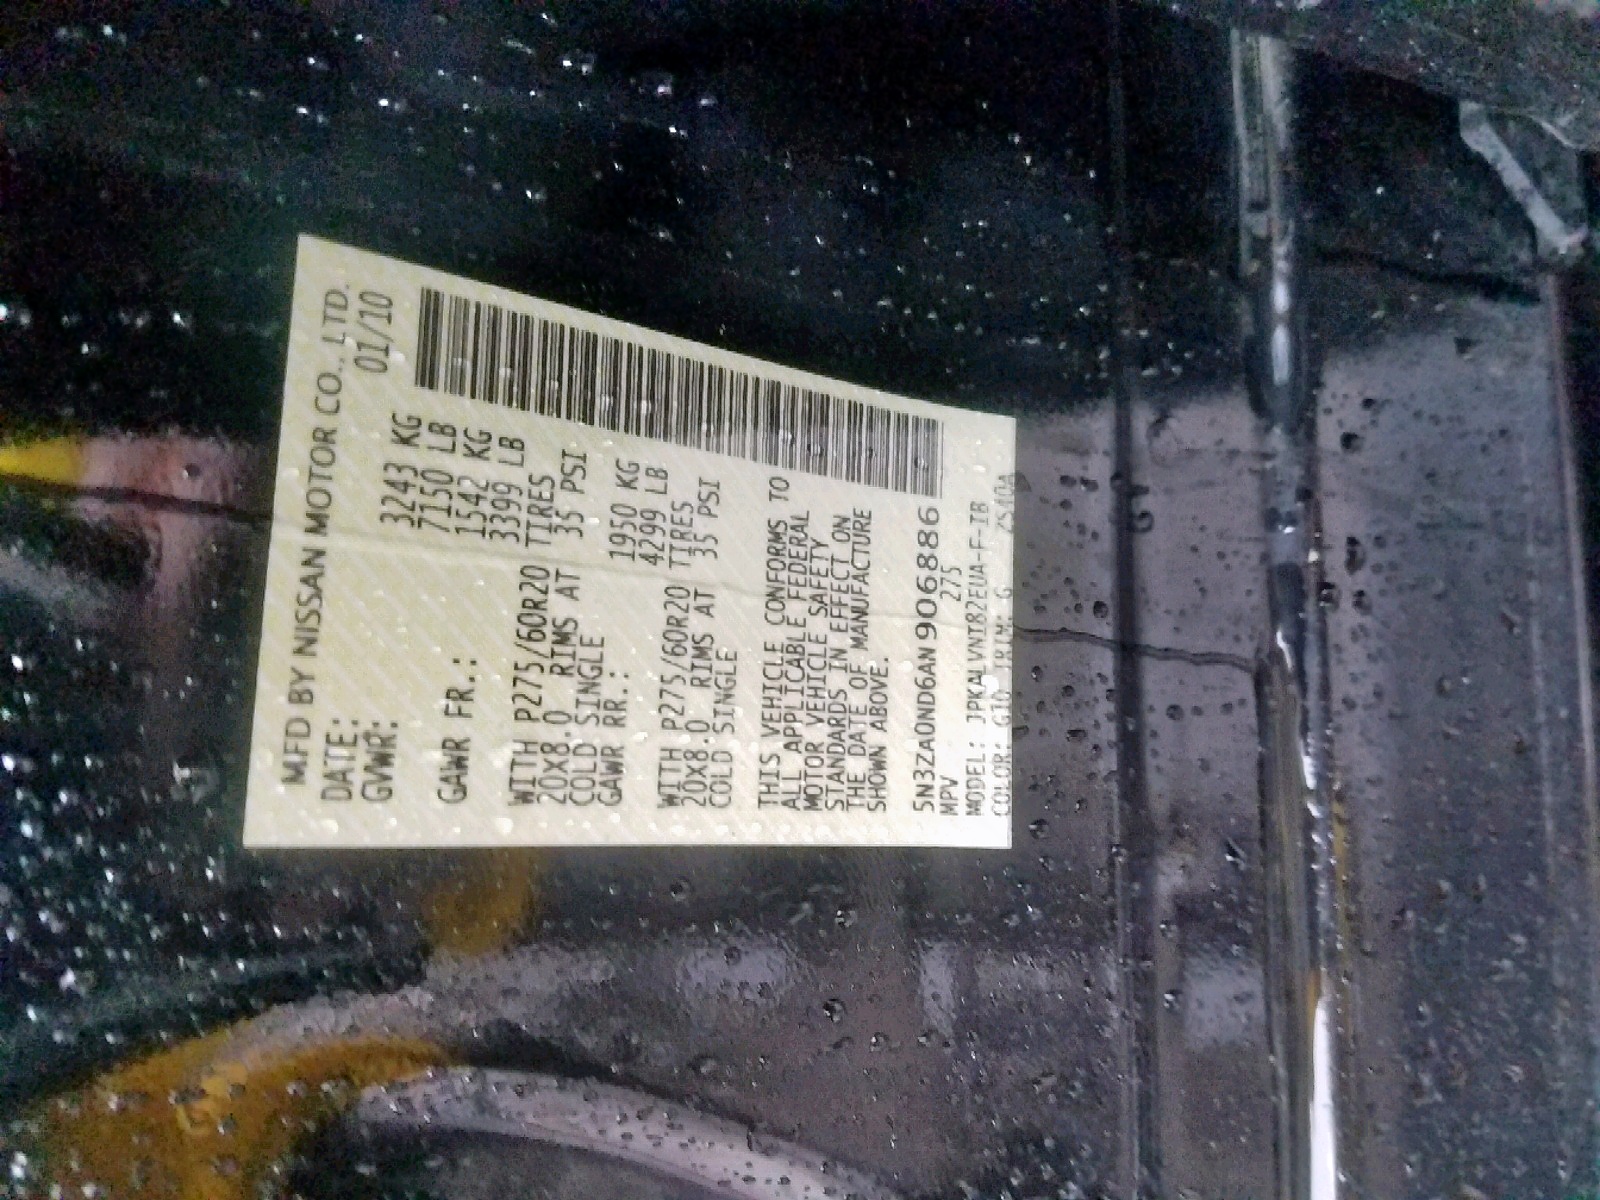 MFD BY NISSAN MOTOR CO., LTD.
DATE: 01/10
GVWR: 3243 KG
7150 LB
GAWR FR.: 1542 KG
3399 LB
WITH P275/60R20 TIRES
20X8.0 RIMS AT 35 PSI
COLD SINGLE
GAWR RR.: 1950 KG
4299 LB
WITH P275/60R20 TIRES
20X8.0 RIMS AT 35 PSI
COLD SINGLE
THIS VEHICLE CONFORMS TO
ALL APPLICABLE FEDERAL
MOTOR VEHICLE SAFETY
STANDARDS IN EFFECT ON
THE DATE OF MANUFACTURE
SHOWN ABOVE.
5N3ZA0ND6AN906886
MPV 275
MODEL: JPKALVNT82EUA-F-IB
COLOR: TRIM: G ZS40A